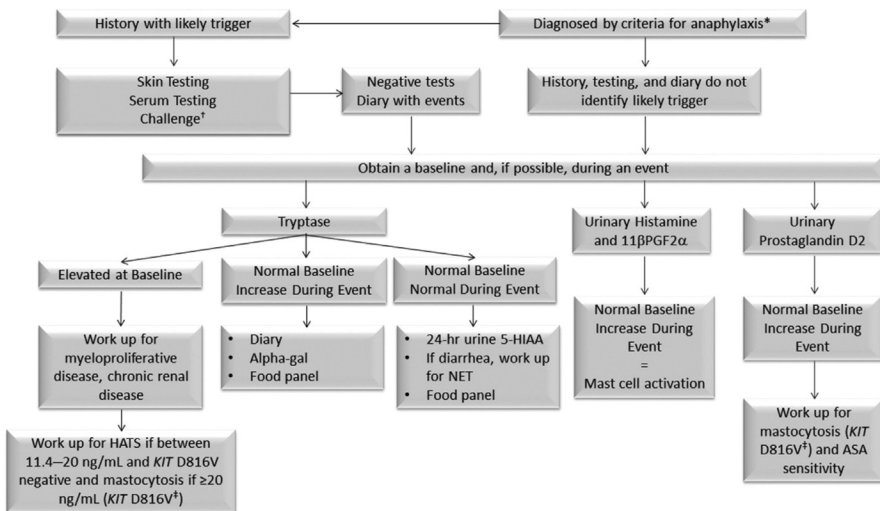 History with likely trigger
Diagnosed by criteria for anaphylaxis*
Skin Testing
Serum Testing
Challenge†
Negative tests
Diary with events
History, testing, and diary do not
identify likely trigger
Obtain a baseline and, if possible, during an event
Tryptase
Urinary Histamine
and 11βPGF2α
Urinary
Prostaglandin D2
Elevated at Baseline
Normal Baseline
Increase During Event
Normal Baseline
Normal During Event
Normal Baseline
Increase During
Event
=
Mast cell activation
Normal Baseline
Increase During
Event
Work up for
myeloproliferative
disease, chronic renal
disease
• Diary
• Alpha-gal
• Food panel
• 24-hr urine 5-HIAA
• If diarrhea, work up
for NET
• Food panel
Work up for HATS if between
11.4–20 ng/mL and KIT D816V
negative and mastocytosis if ≥20
ng/mL (KIT D816V‡)
Work up for
mastocytosis (KIT
D816V‡) and ASA
sensitivity